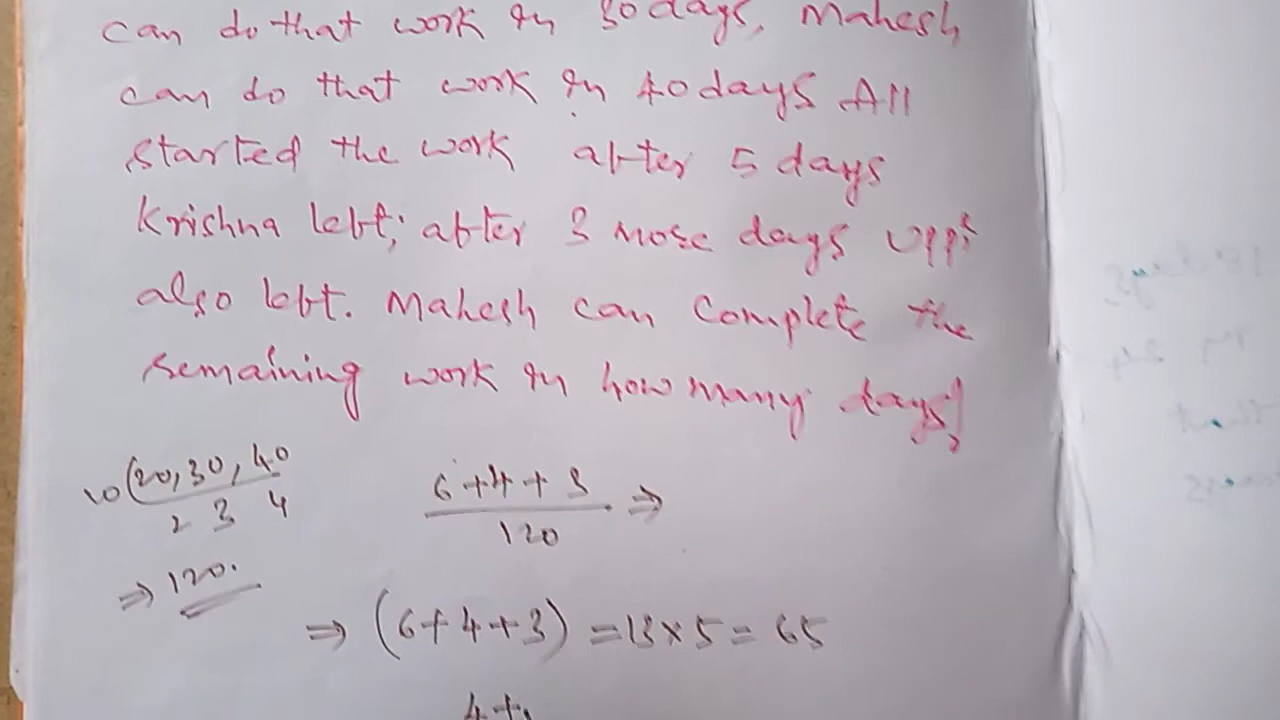 can do that work in 30 days, Mahesh
can do that work in 40 days All
started the work after 5 days
Krishna left; after 3 more days Uppi
also left. Mahesh can complete the
remaining work in how many days?
10(20,30,40
2 3 4
6+4+3 ⇒
120
⇒ 120.
⇒ (6+4+3) =13×5= 65
4+